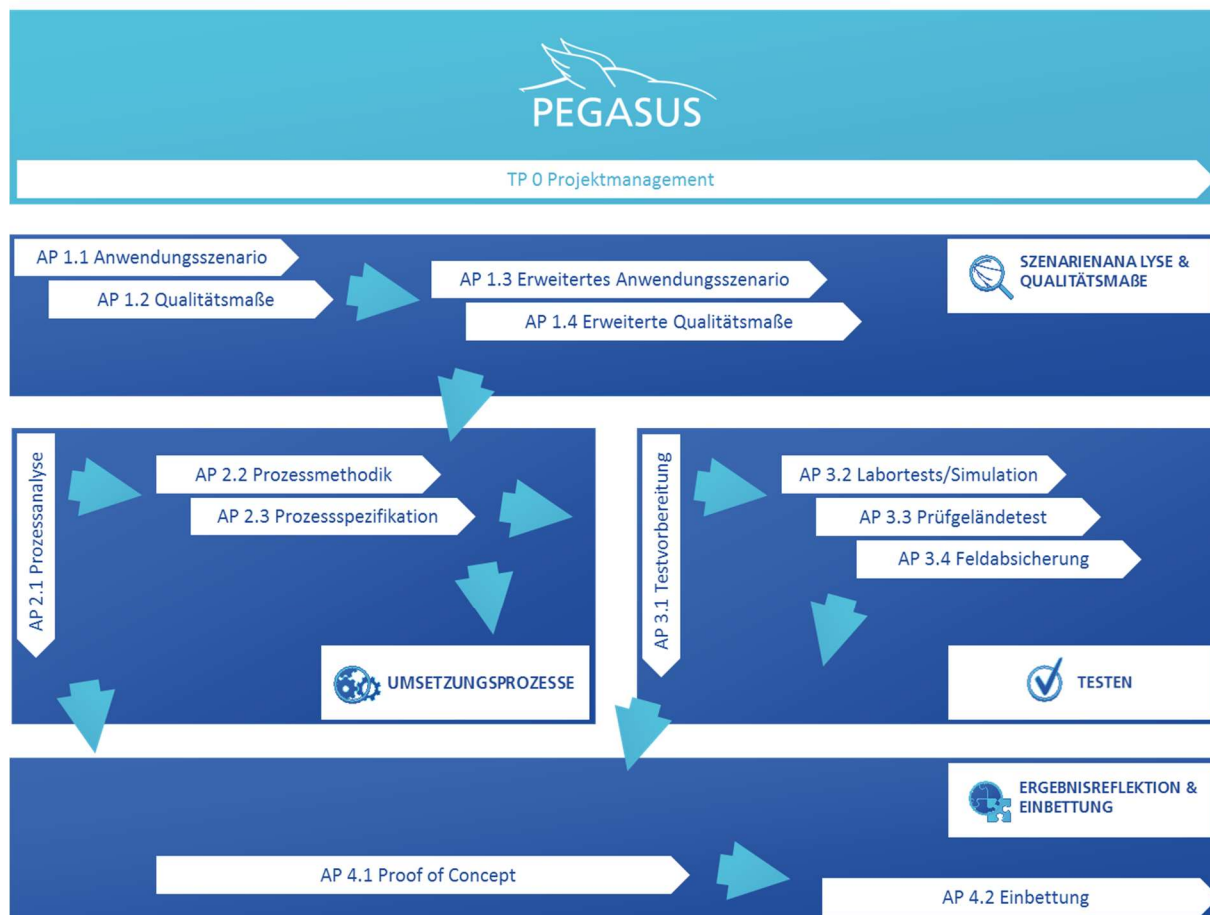 PEGASUS
TP 0 Projektmanagement
AP 1.1 Anwendungsszenario
AP 1.2 Qualitätsmaße
AP 1.3 Erweitertes Anwendungsszenario
AP 1.4 Erweiterte Qualitätsmaße
SZENARIENANALYSE &
QUALITÄTSMAßE
AP 2.1 Prozessanalyse
AP 2.2 Prozessmethodik
AP 2.3 Prozessspezifikation
UMSETZUNGSPROZESSE
AP 3.1 Testvorbereitung
AP 3.2 Labortests/Simulation
AP 3.3 Prüfgeländetest
AP 3.4 Feldabsicherung
TESTEN
ERGEBNISREFLEKTION &
EINBETTUNG
AP 4.1 Proof of Concept
AP 4.2 Einbettung